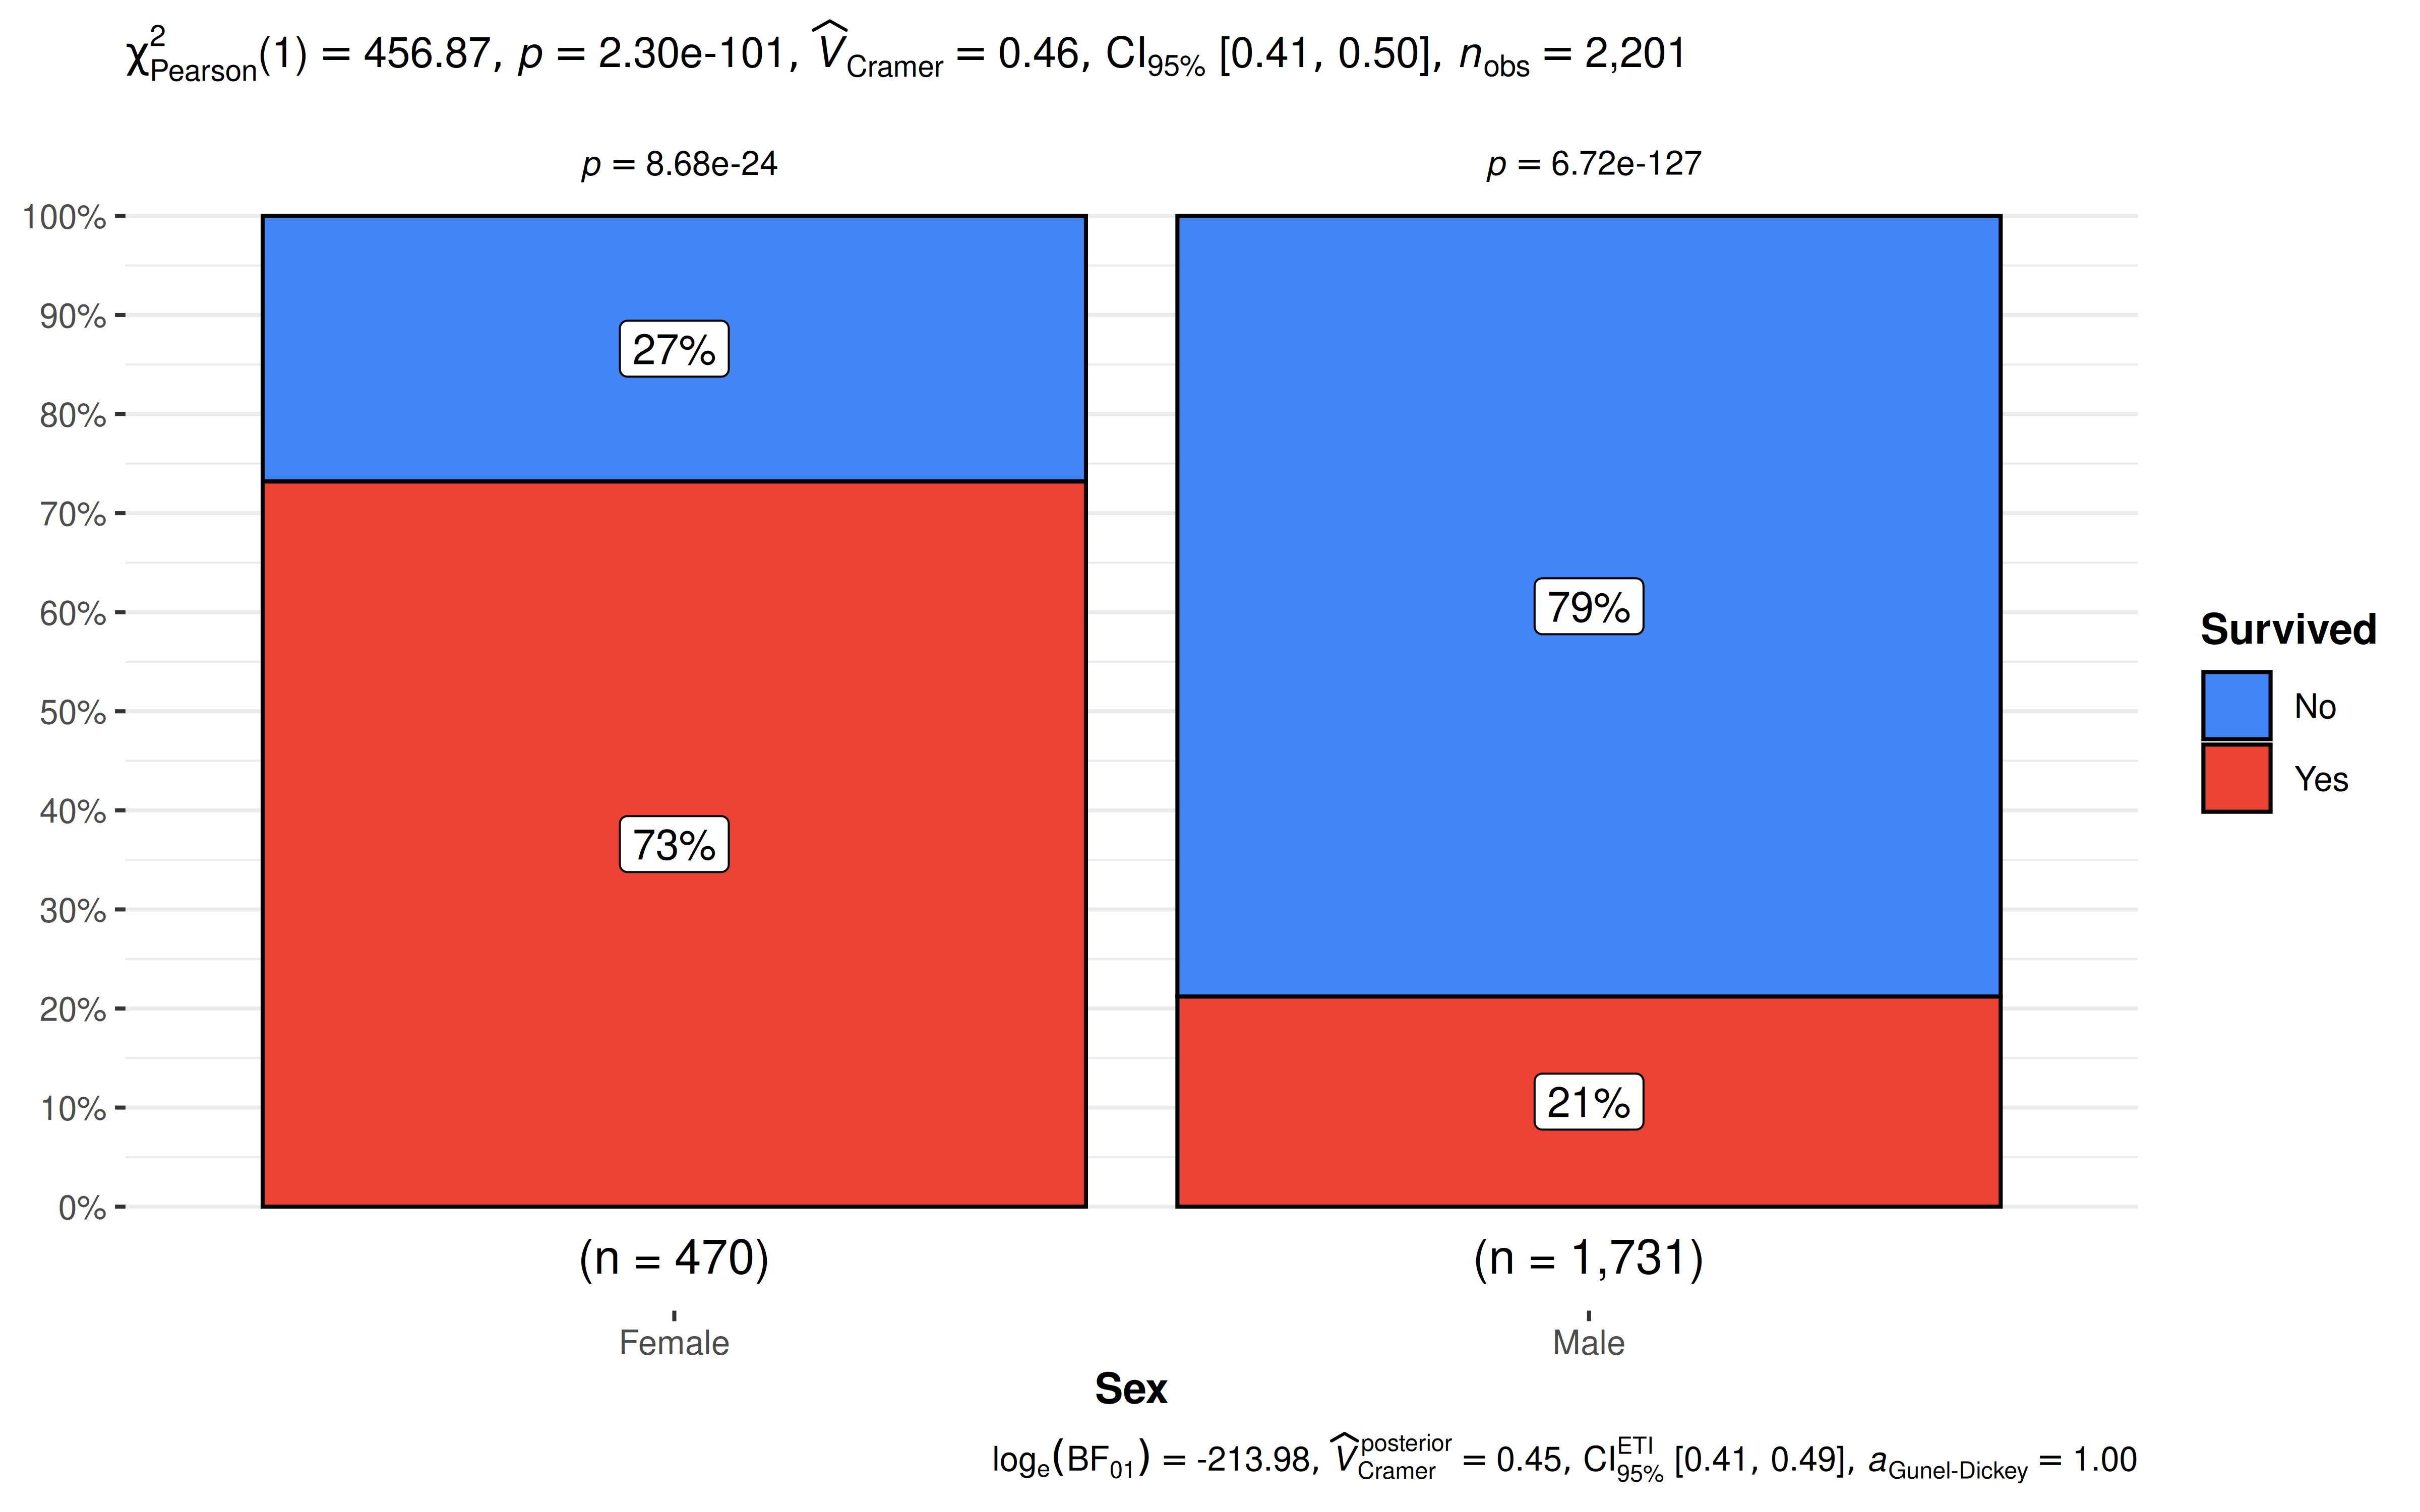 χ²Pearson(1) = 456.87, p = 2.30e-101, V̂Cramer = 0.46, CI95% [0.41, 0.50], nobs = 2,201
p = 8.68e-24 p = 6.72e-127
100%
90%
80%
70%
60%
50%
40%
30%
20%
10%
0%
27%
73%
79%
21%
(n = 470) (n = 1,731)
Female Male
Sex
Survived
No
Yes
loge(BF01) = -213.98, V̂posteriorCramer = 0.45, CIETI95% [0.41, 0.49], aGunel-Dickey = 1.00